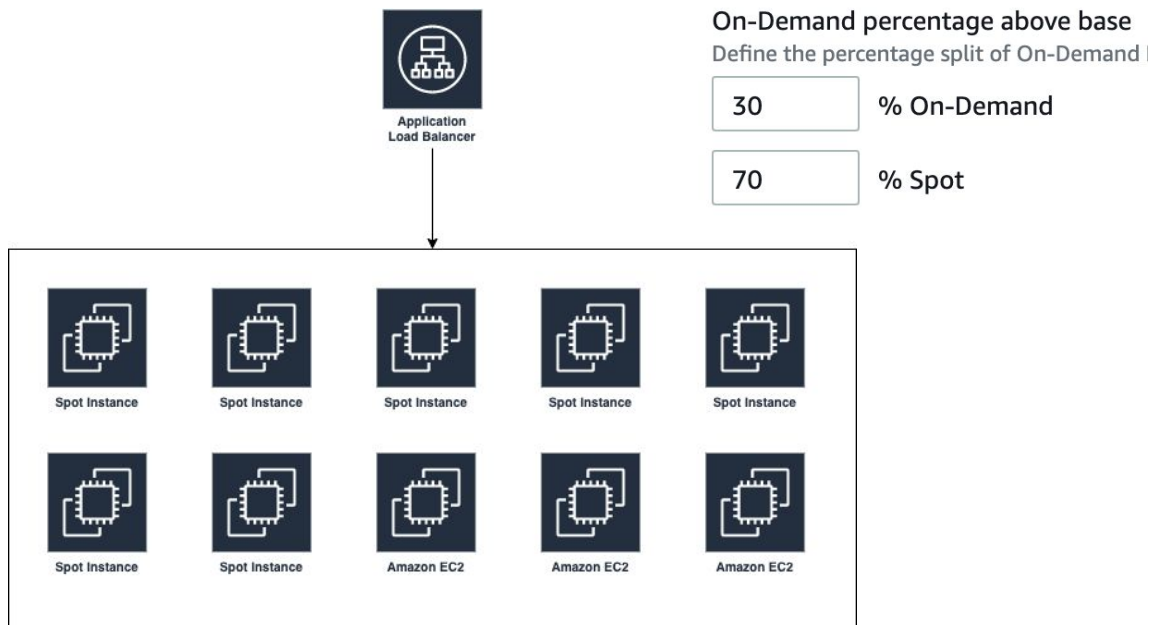 On-Demand percentage above base
Define the percentage split of On-Demand
30 % On-Demand
70 % Spot
Application
Load Balancer
Spot Instance Spot Instance Spot Instance Spot Instance Spot Instance
Spot Instance Spot Instance Amazon EC2 Amazon EC2 Amazon EC2